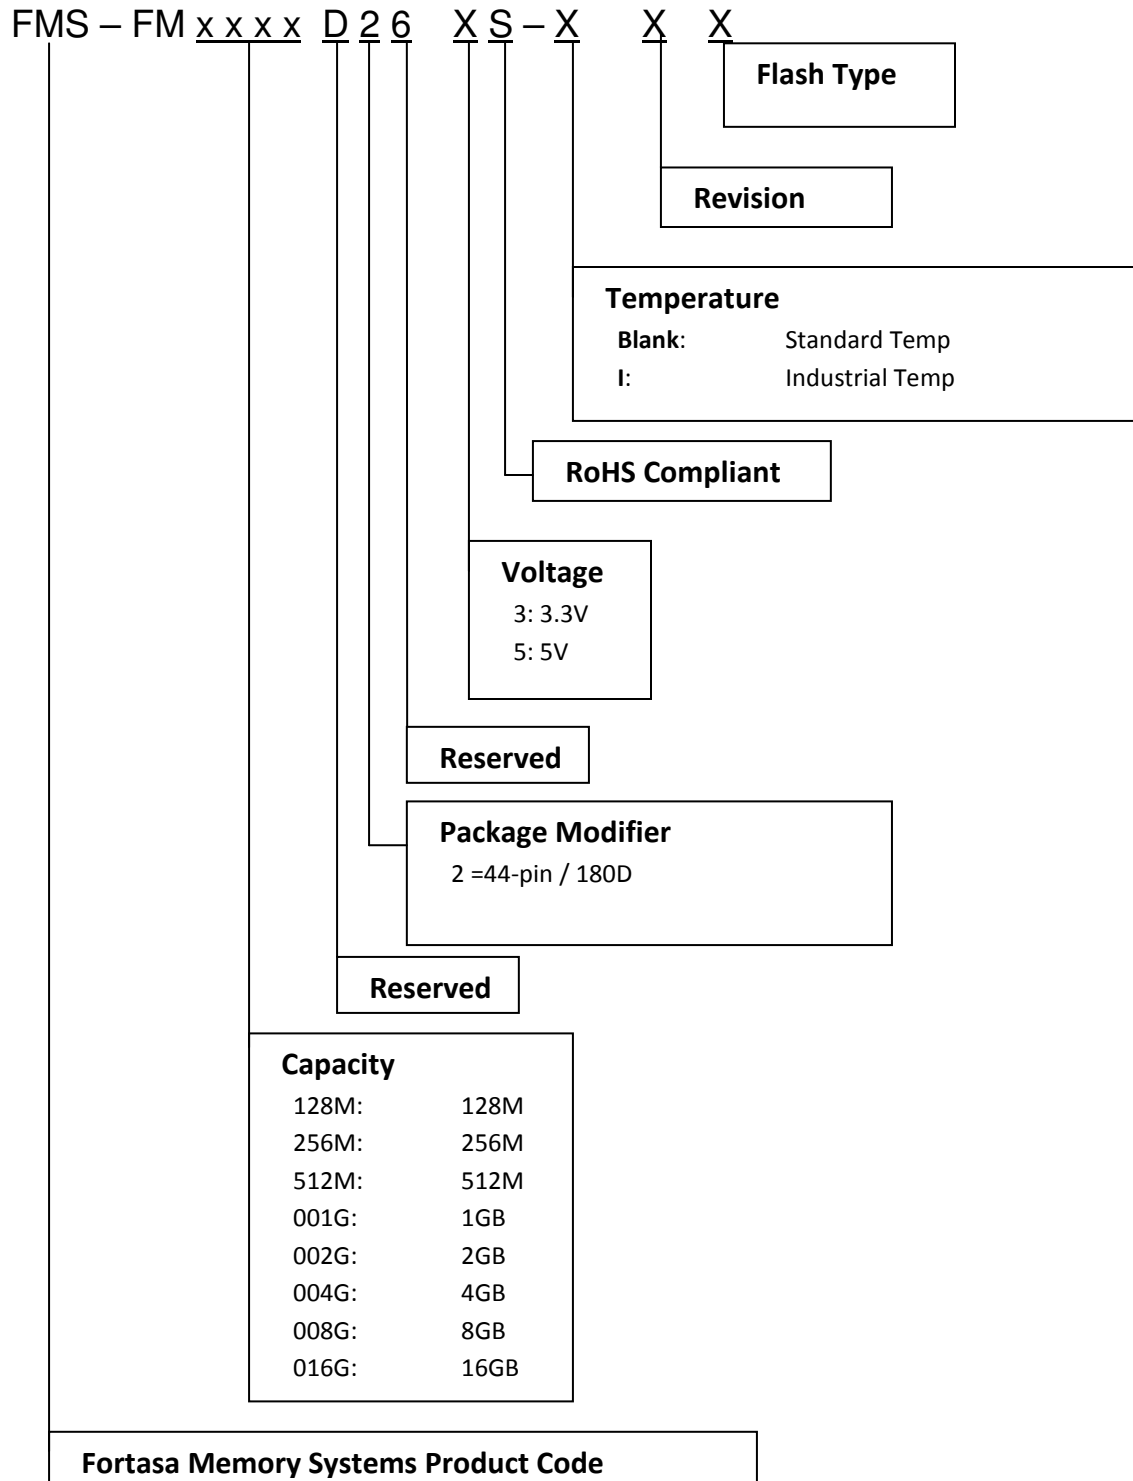 FMS – FM x x x x D 2 6 X S – X X X
Flash Type
Revision
Temperature
Blank: Standard Temp
I: Industrial Temp
RoHS Compliant
Voltage
3: 3.3V
5: 5V
Reserved
Package Modifier
2 =44-pin / 180D
Reserved
Capacity
128M: 128M
256M: 256M
512M: 512M
001G: 1GB
002G: 2GB
004G: 4GB
008G: 8GB
016G: 16GB
Fortasa Memory Systems Product Code